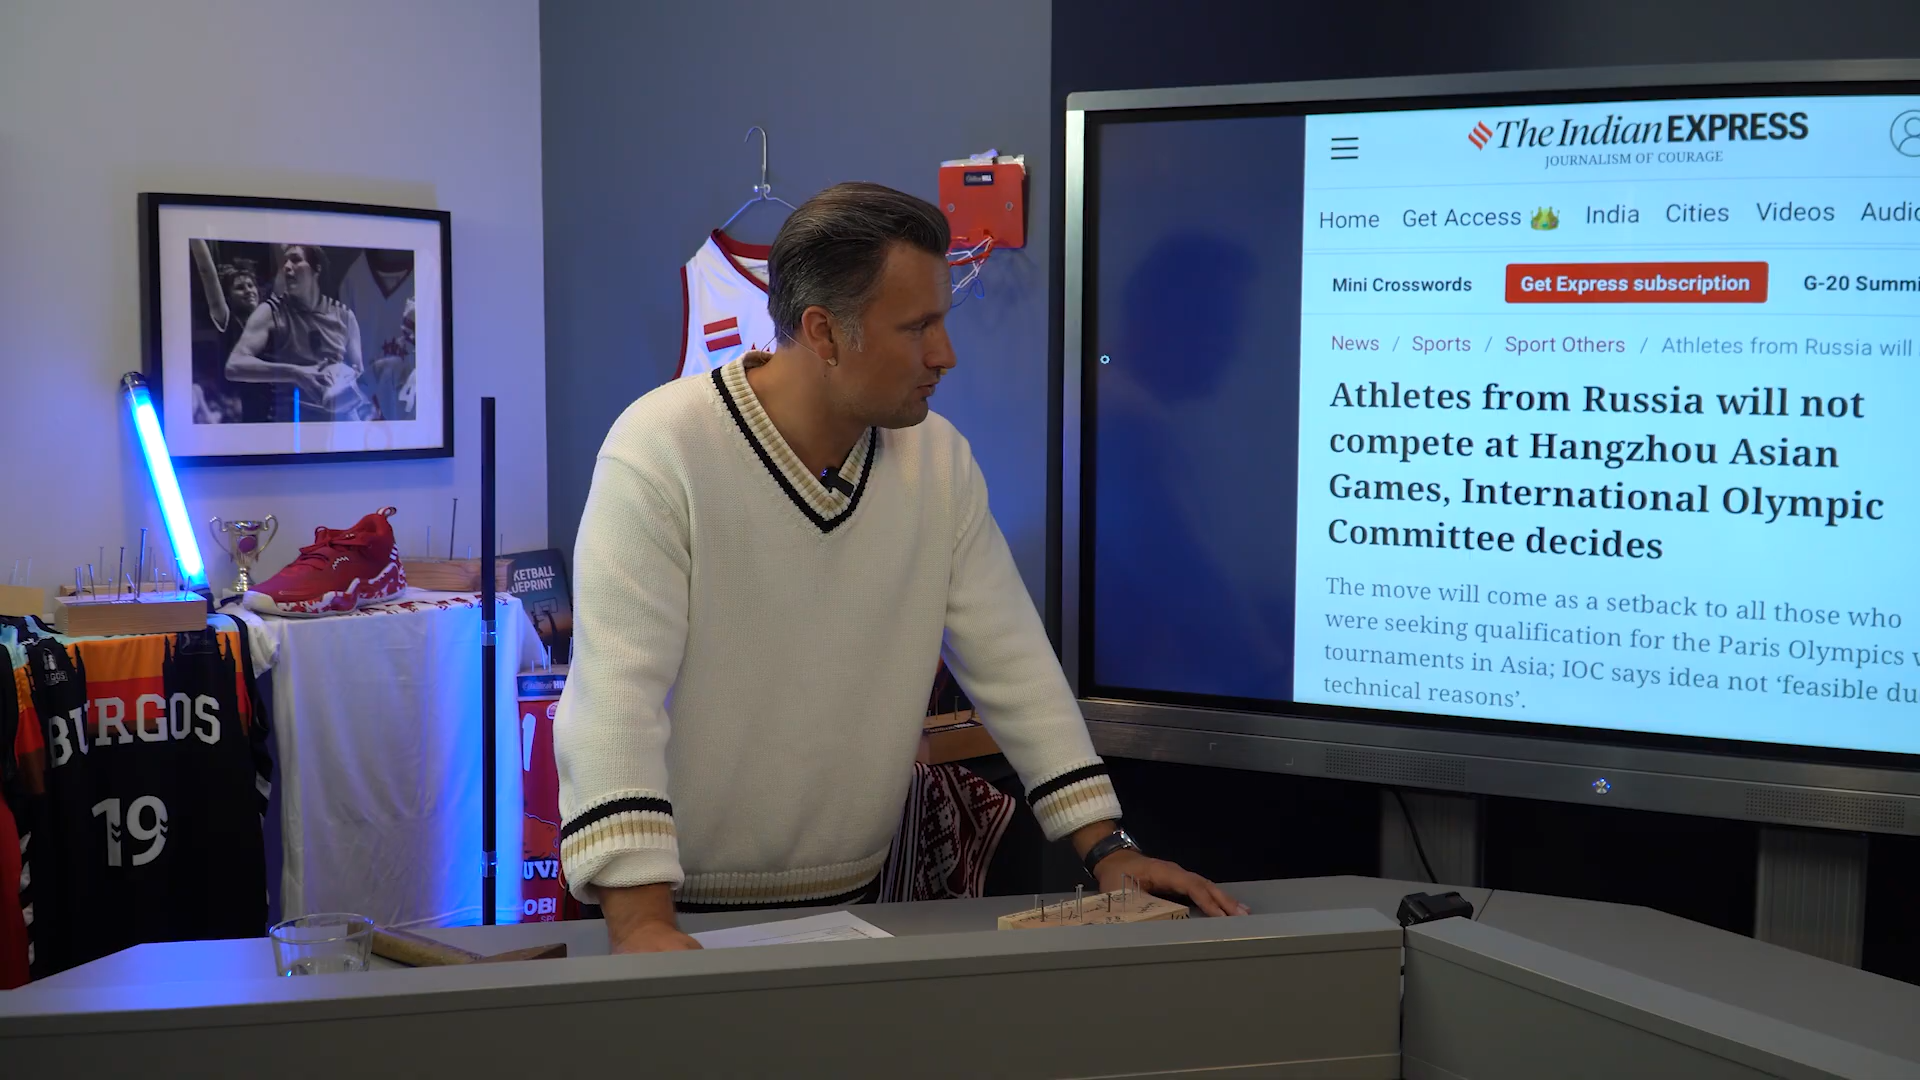 The Indian EXPRESS
JOURNALISM OF COURAGE
Home Get Access India Cities Videos
Mini Crosswords Get Express subscription G-20
News / Sports / Sport Others / Athletes from Russia will
Athletes from Russia will not
compete at Hangzhou Asian
Games, International Olympic
Committee decides
The move will come as a setback to all those who
were seeking qualification for the Paris Olympics
tournaments in Asia; IOC says idea not ‘feasible
technical reasons’.
BURGOS
19